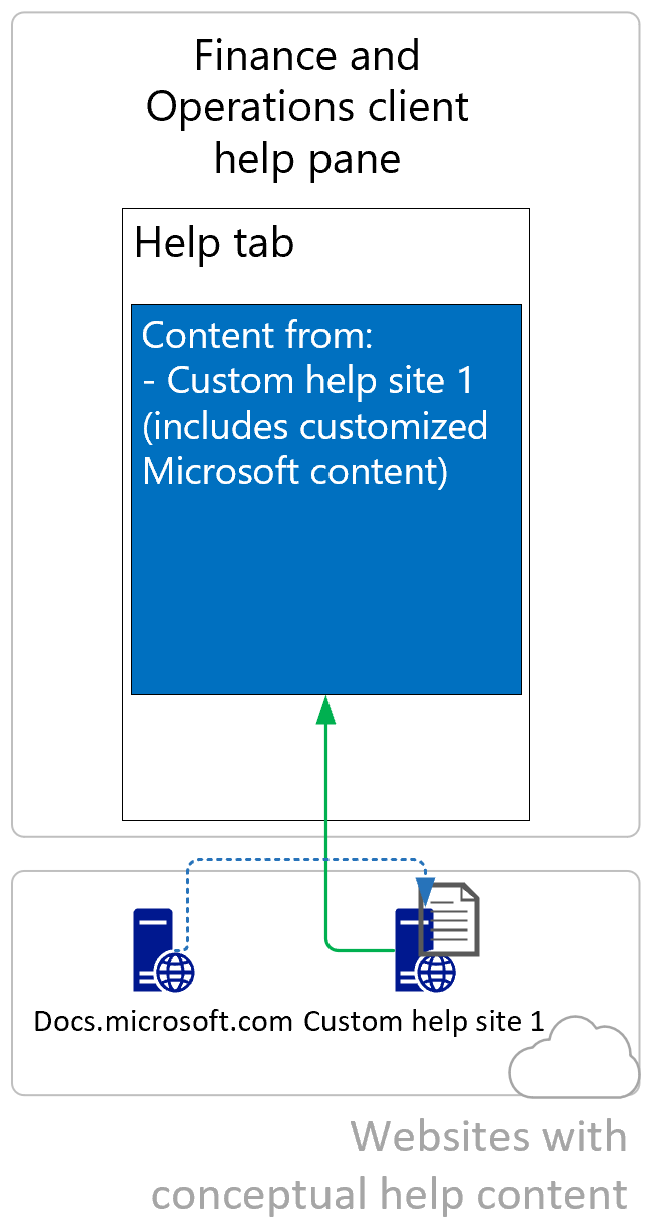 Finance and
Operations client
help pane
Help tab
Content from:
- Custom help site 1
(includes customized
Microsoft content)
Docs.microsoft.com Custom help site 1
Websites with
conceptual help content